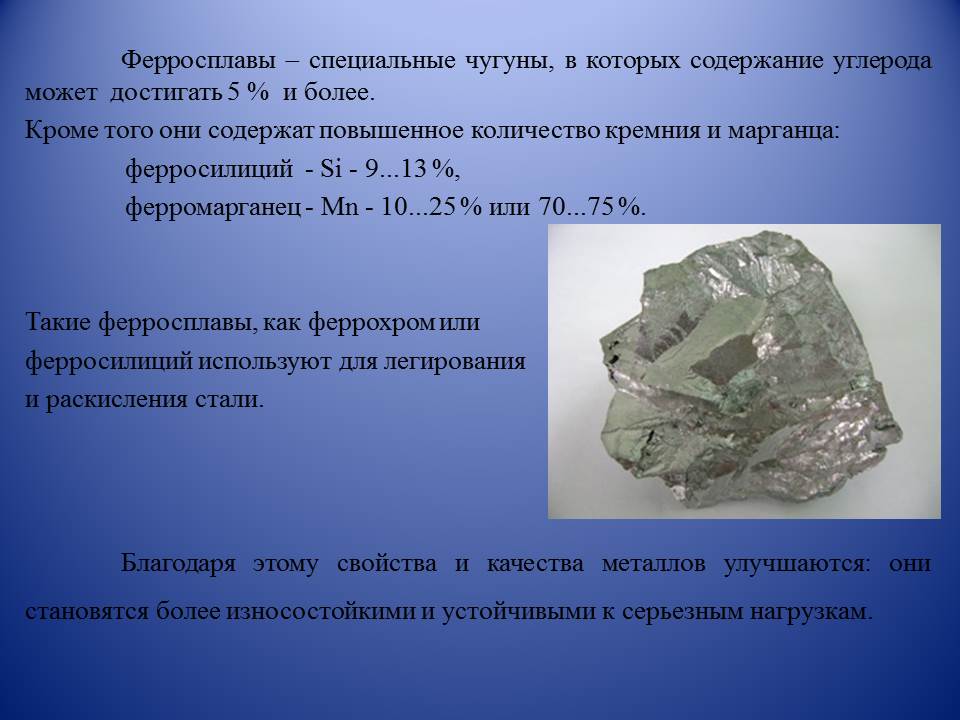 Ферросплавы – специальные чугуны, в которых содержание углерода
может достигать 5 % и более.
Кроме того они содержат повышенное количество кремния и марганца:
ферросилиций - Si - 9...13 %,
ферромарганец - Mn - 10...25 % или 70...75 %.
Такие ферросплавы, как феррохром или
ферросилиций используют для легирования
и раскисления стали.
Благодаря этому свойства и качества металлов улучшаются: они
становятся более износостойкими и устойчивыми к серьезным нагрузкам.